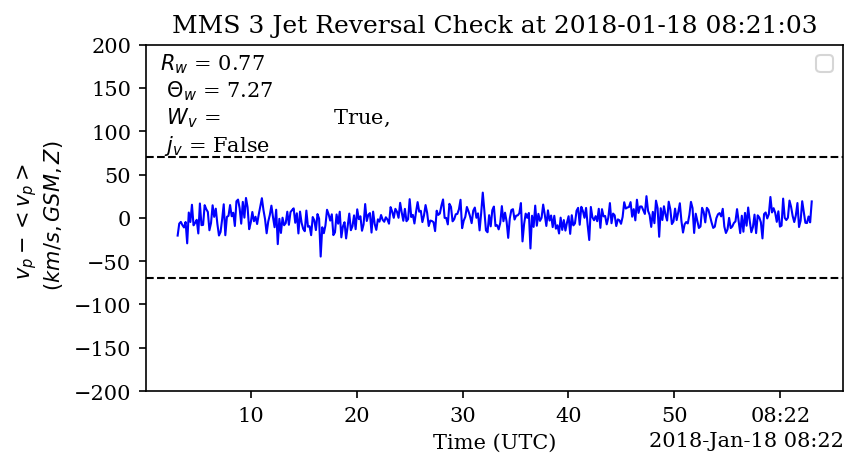 MMS 3 Jet Reversal Check at 2018-01-18 08:21:03
R_w = 0.77
Θ_w = 7.27
W_v = True,
j_v = False
v_p − < v_p >
(km/s, GSM, Z)
200
150
100
50
0
−50
−100
−150
−200
10 20 30 40 50 08:22
Time (UTC) 2018-Jan-18 08:22